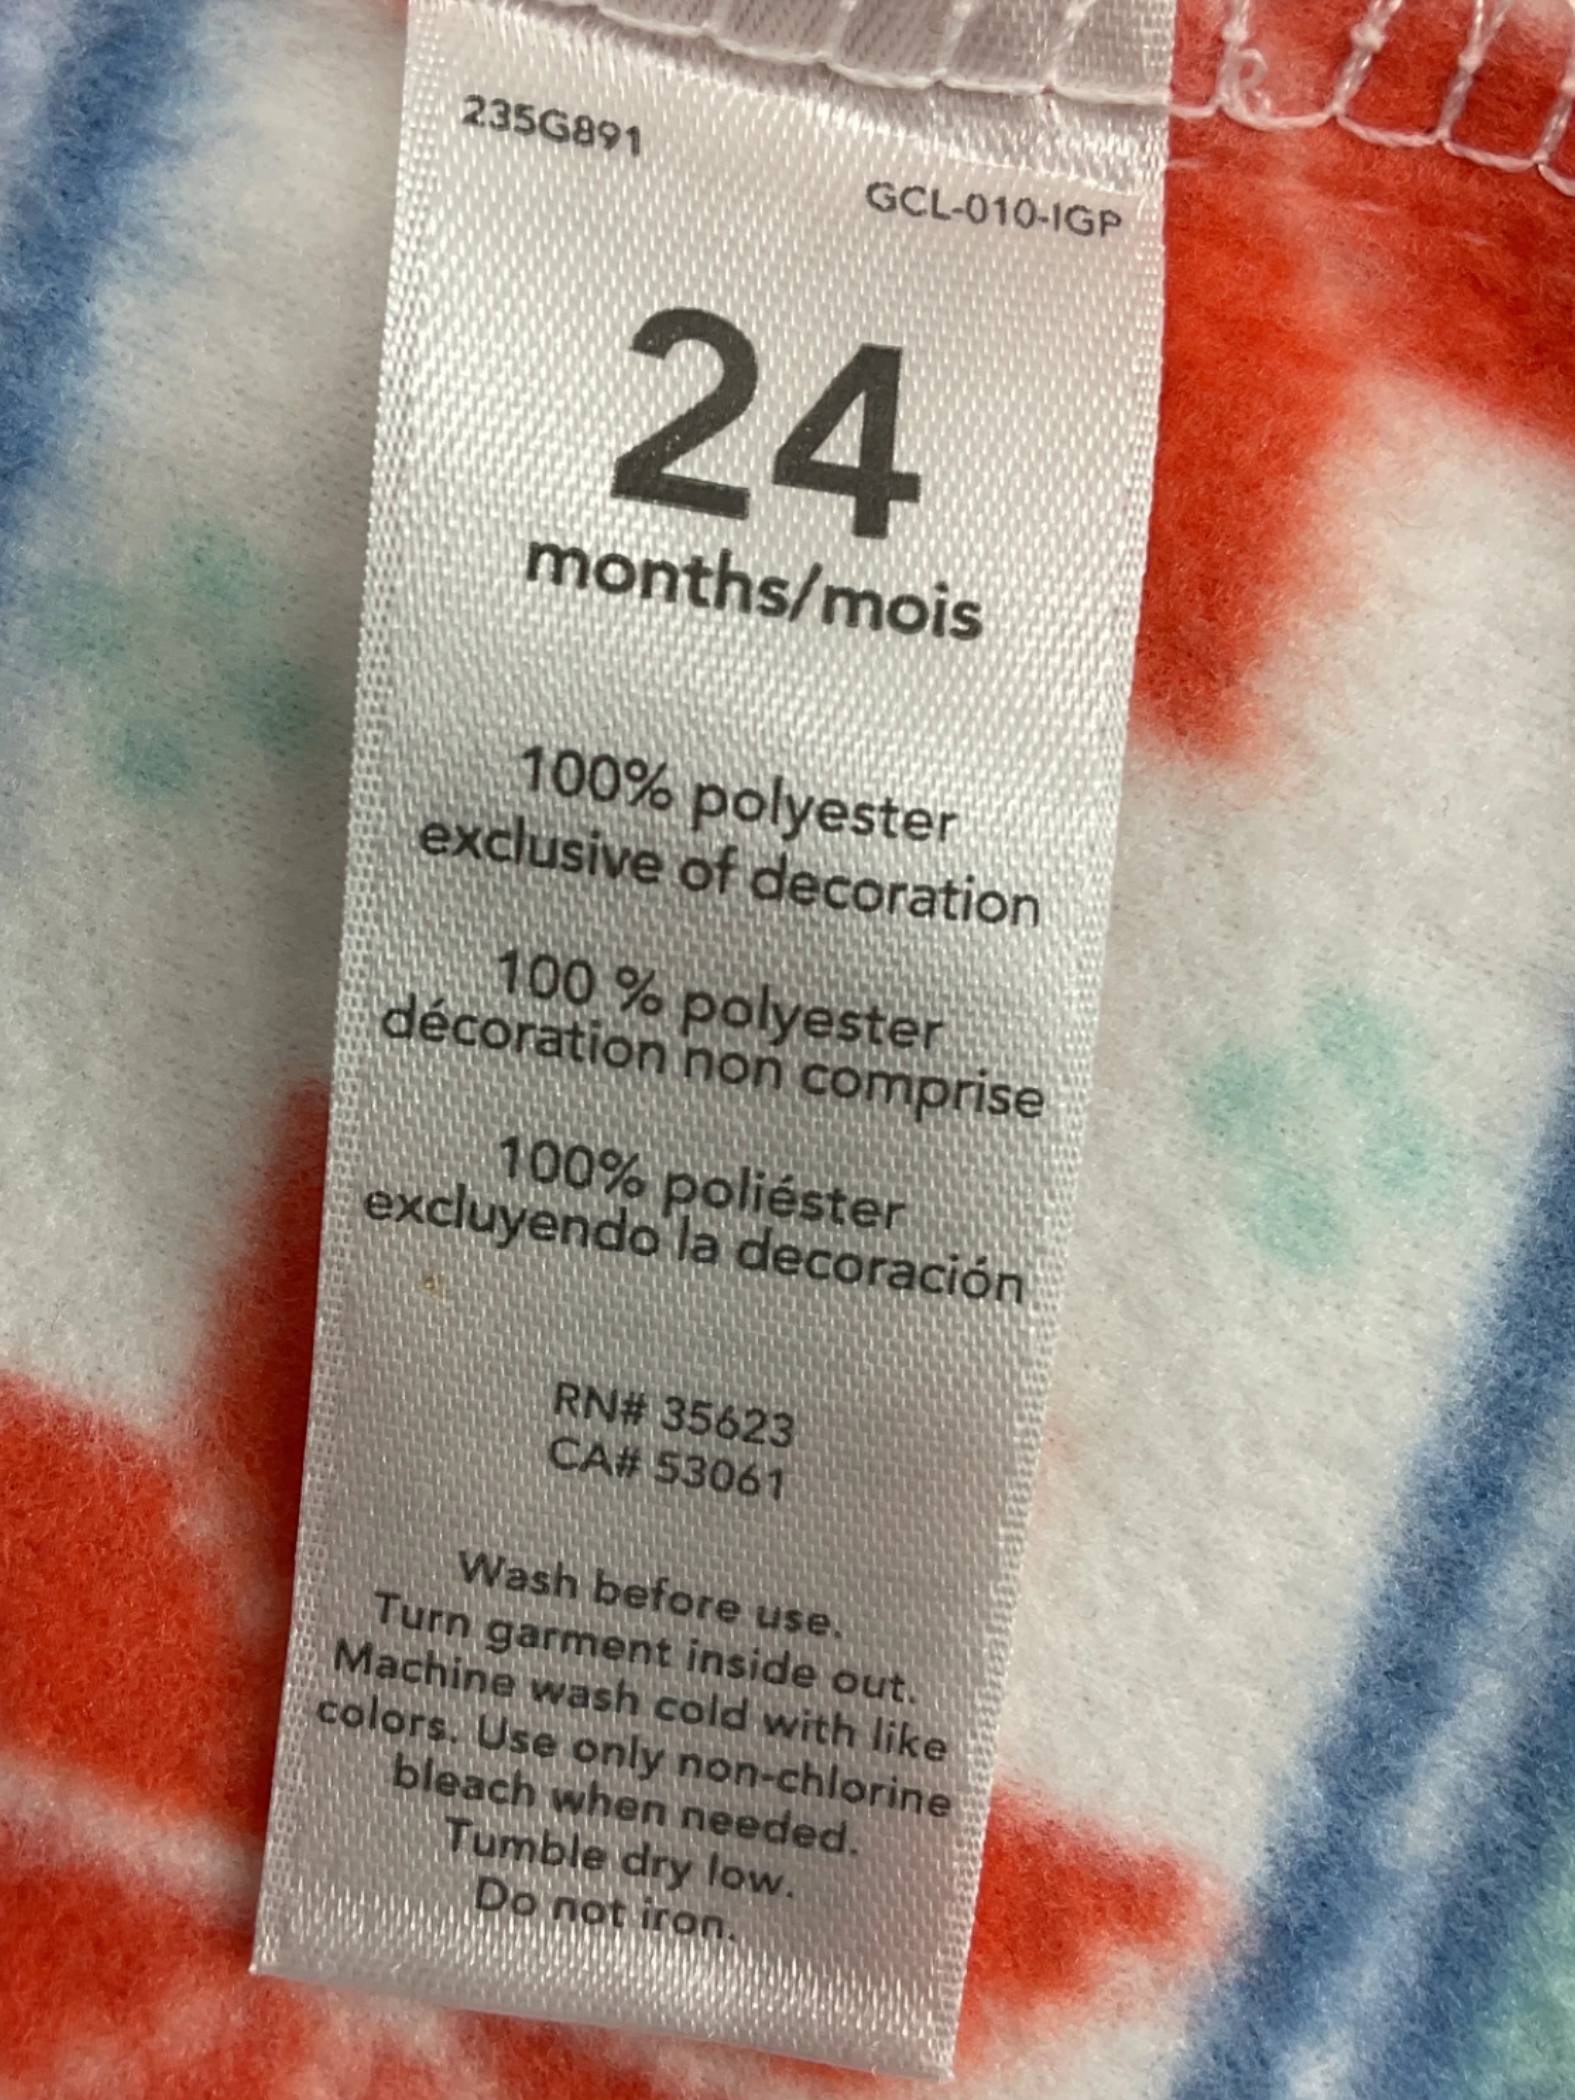 235G891
GCL-010-IGP
24
months/mois
100% polyester
exclusive of decoration
100 % polyester
décoration non comprise
100% poliéster
excluyendo la decoración
RN# 35623
CA# 53061
Wash before use.
Turn garment inside out.
Machine wash cold with like
colors. Use only non-chlorine
bleach when needed.
Tumble dry low.
Do not iron.